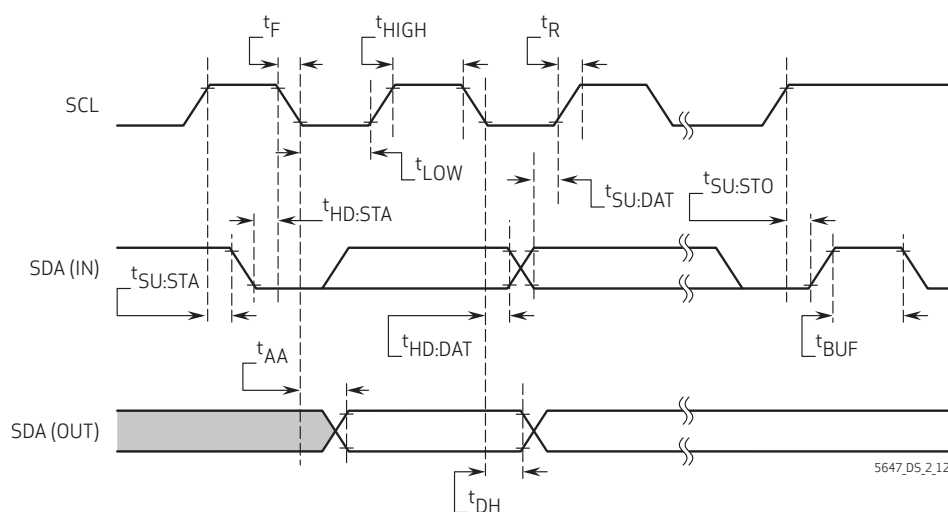 tF
tHIGH
tR
SCL
tLOW
tSU:DAT
tSU:STO
tHD:STA
SDA (IN)
tSU:STA
tHD:DAT
tBUF
tAA
SDA (OUT)
5647_DS_2_12
tDH